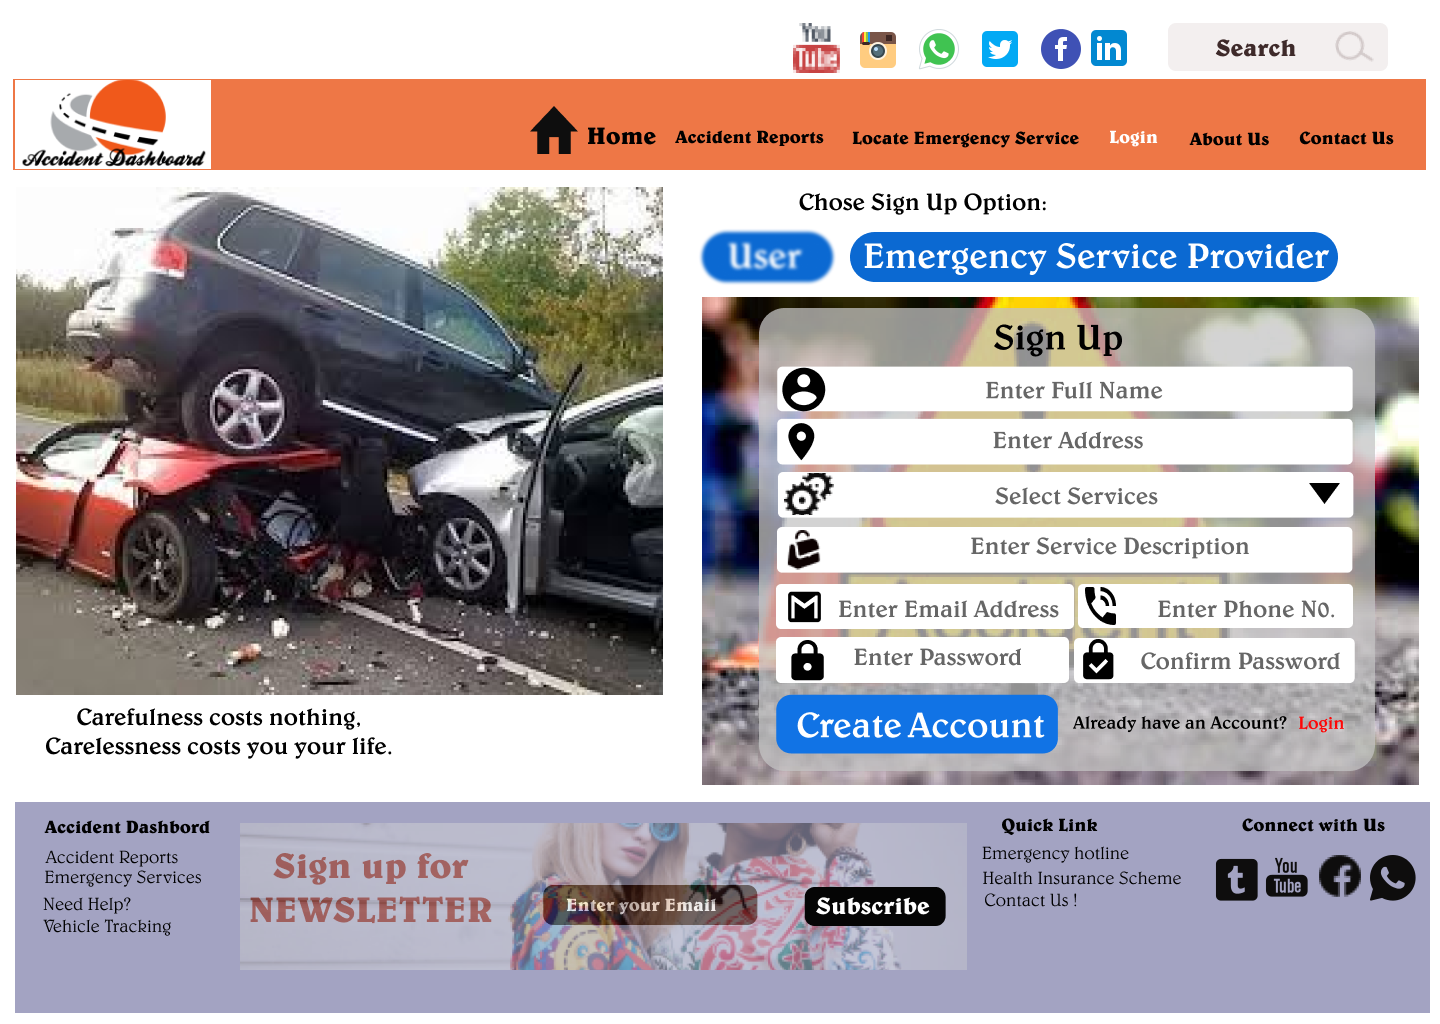 You
Tube
Search
Accident Dashboard
Home
Accident Reports
Locate Emergency Service
Login
About Us
Contact Us
Chose Sign Up Option:
User
Emergency Service Provider
Sign Up
Enter Full Name
Enter Address
Select Services
Enter Service Description
Enter Email Address
Enter Phone N0.
Enter Password
Confirm Password
Create Account
Already have an Account? Login
Carefulness costs nothing,
Carelessness costs you your life.
Accident Dashbord
Accident Reports
Emergency Services
Need Help?
Vehicle Tracking
Sign up for
NEWSLETTER
Enter your Email
Subscribe
Quick Link
Emergency hotline
Health Insurance Scheme
Contact Us !
Connect with Us
You
Tube